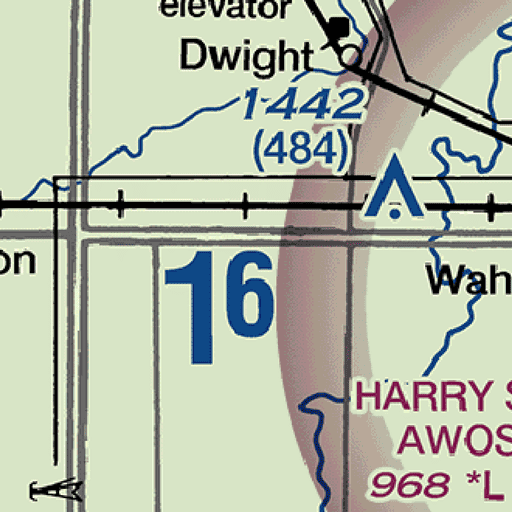 elevator
Dwight
1442
(484)
on
16
Wah
HARRY S
AWOS
968 *L